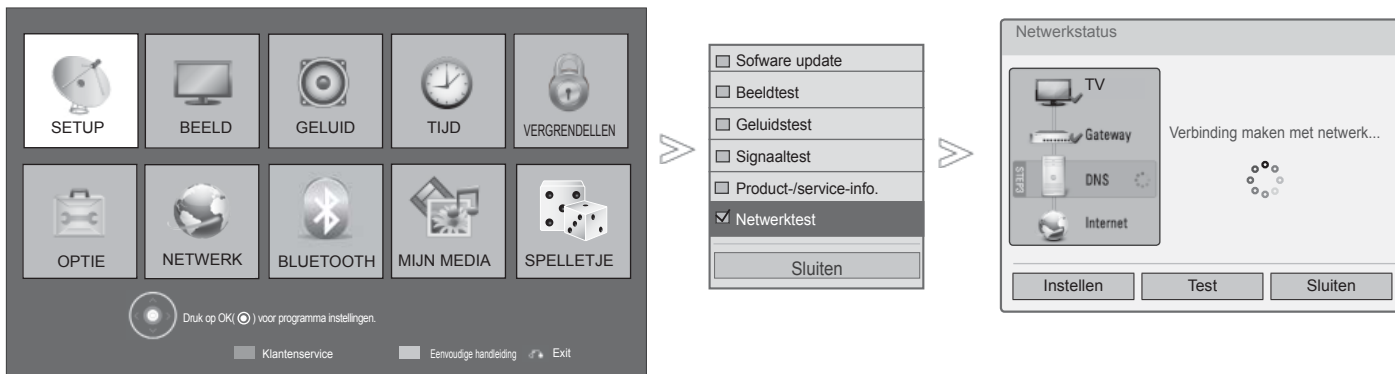 SETUP
BEELD
GELUID
TIJD
VERGRENDELLEN
OPTIE
NETWERK
BLUETOOTH
MIJN MEDIA
SPELLETJE
Druk op OK( ) voor programma instellingen.
Klantenservice
Eenvoudige handleiding
Exit
Sofware update
Beeldtest
Geluidstest
Signaaltest
Product-/service-info.
Netwerktest
Sluiten
Netwerkstatus
TV
Gateway
STEP3
DNS
Internet
Verbinding maken met netwerk...
Instellen
Test
Sluiten